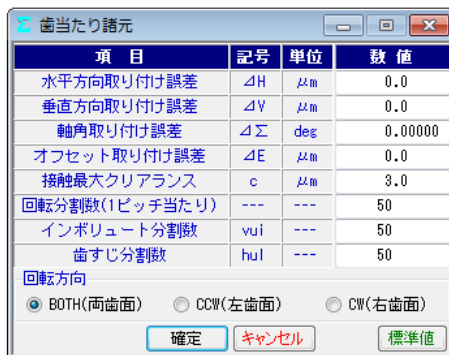 Σ 歯当たり諸元
項 目 記号 単位 数 値
水平方向取り付け誤差 ⊿H μm 0.0
垂直方向取り付け誤差 ⊿V μm 0.0
軸角取り付け誤差 ⊿Σ deg 0.00000
オフセット取り付け誤差 ⊿E μm 0.0
接触最大クリアランス c μm 3.0
回転分割数(1ピッチ当たり) --- --- 50
インボリュート分割数 vui --- 50
歯すじ分割数 hul --- 50
回転方向
BOTH(両歯面) CCW(左歯面) CW(右歯面)
確定 キャンセル 標準値